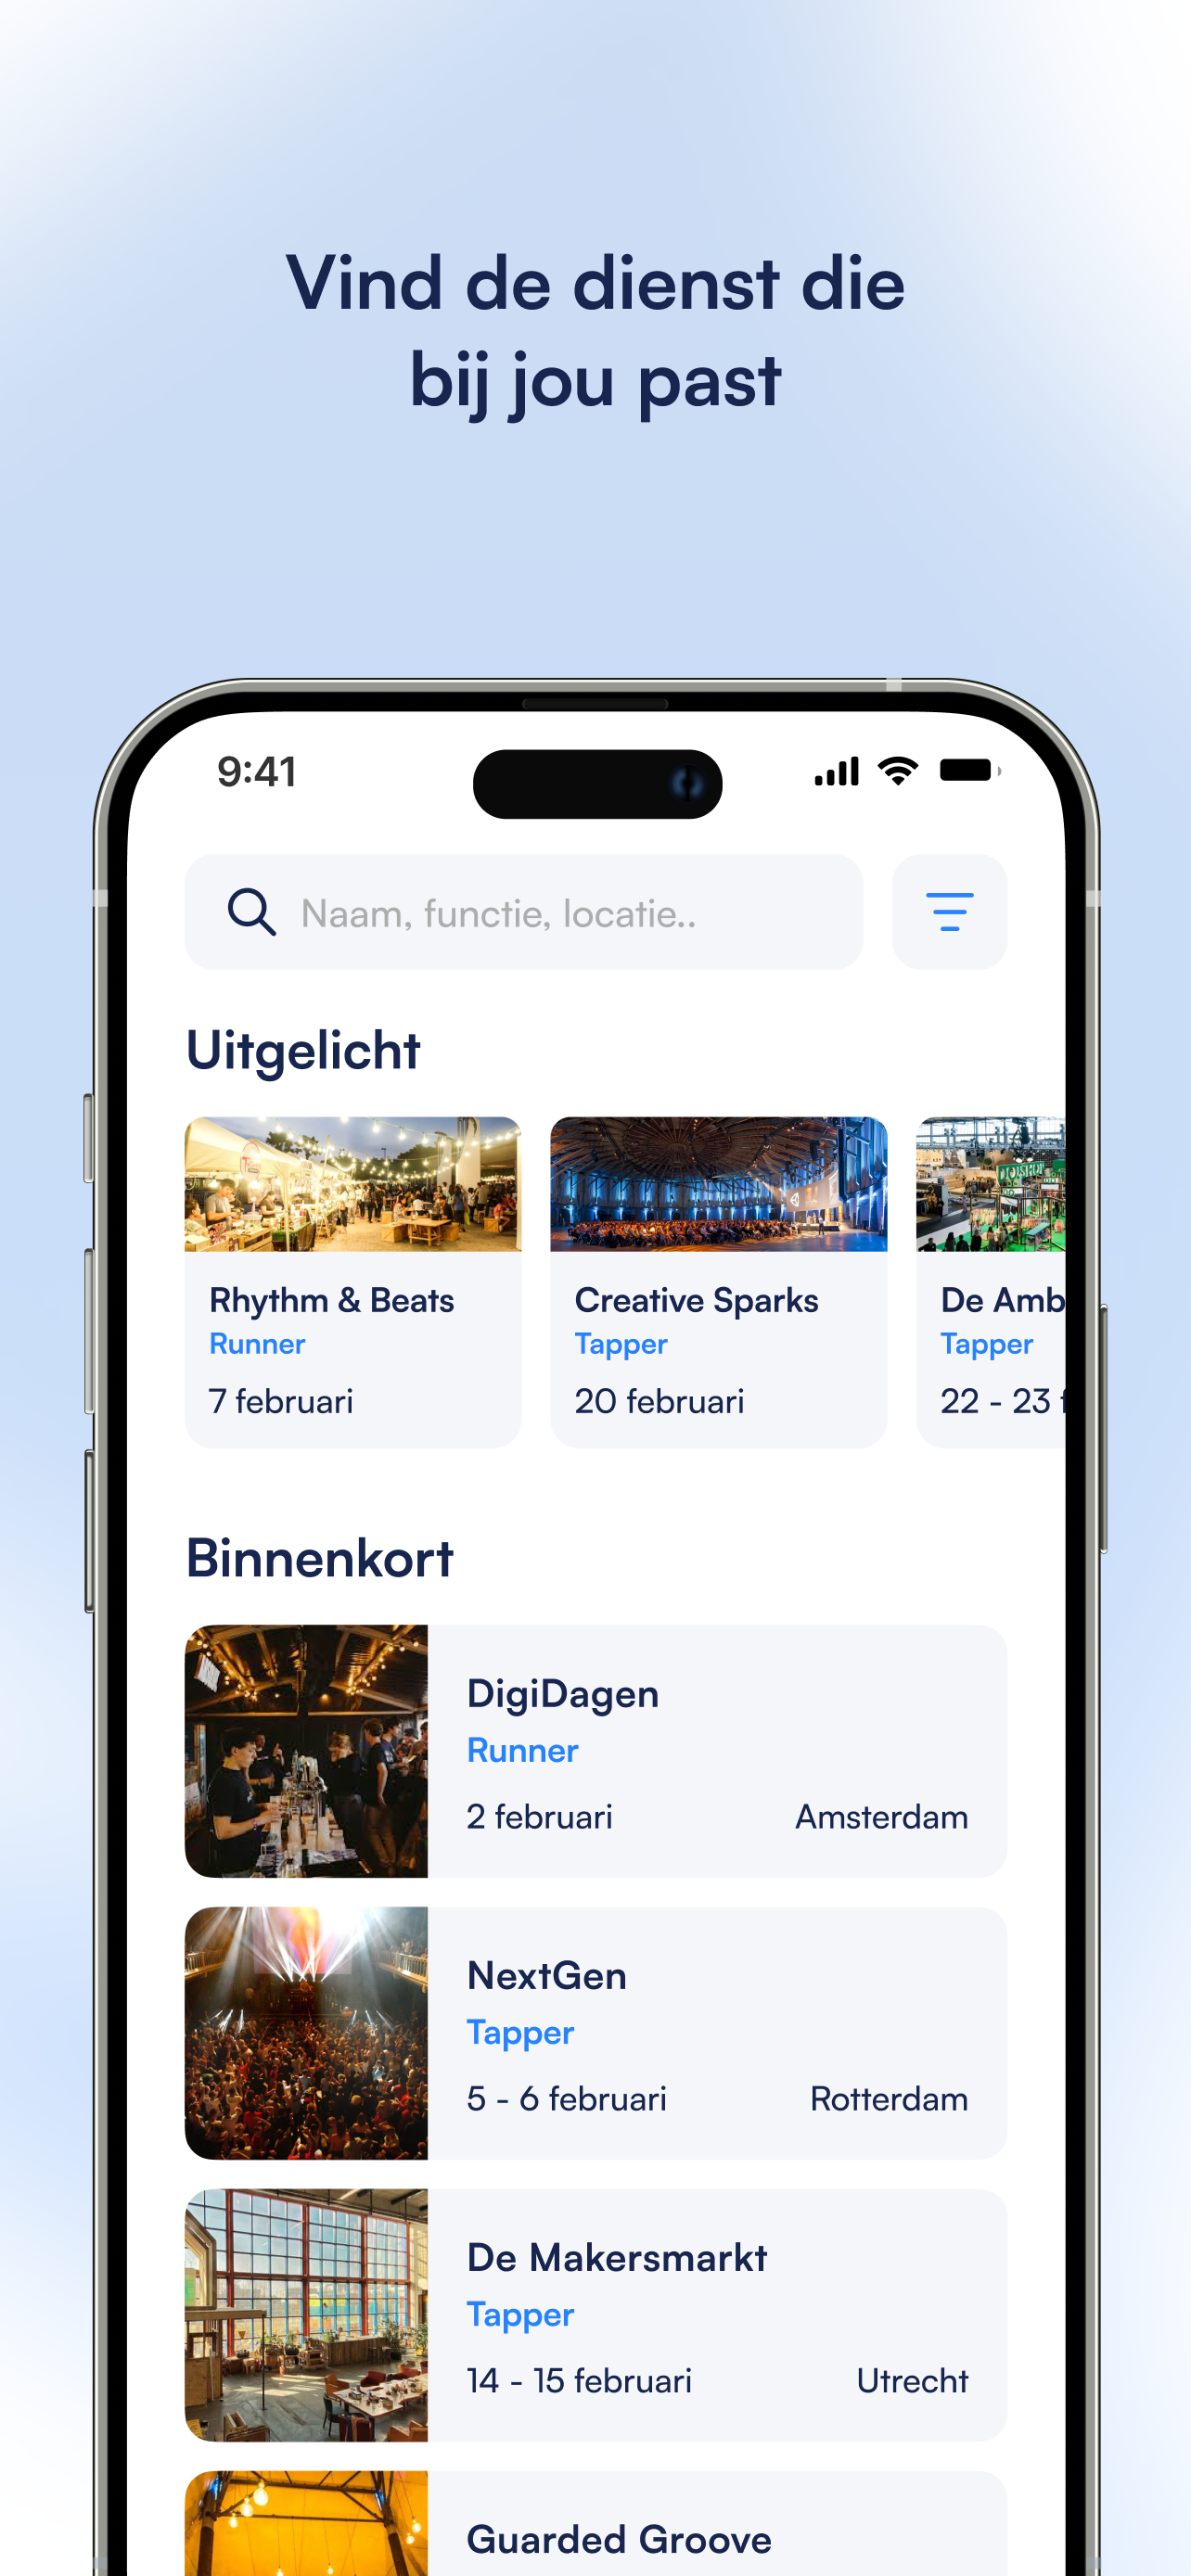 Vind de dienst die
bij jou past
9:41
Naam, functie, locatie..
Uitgelicht
Rhythm & Beats
Runner
7 februari
Creative Sparks
Tapper
20 februari
De Amb
Tapper
22 - 23
Binnenkort
DigiDagen
Runner
2 februari
Amsterdam
NextGen
Tapper
5 - 6 februari
Rotterdam
De Makersmarkt
Tapper
14 - 15 februari
Utrecht
Guarded Groove